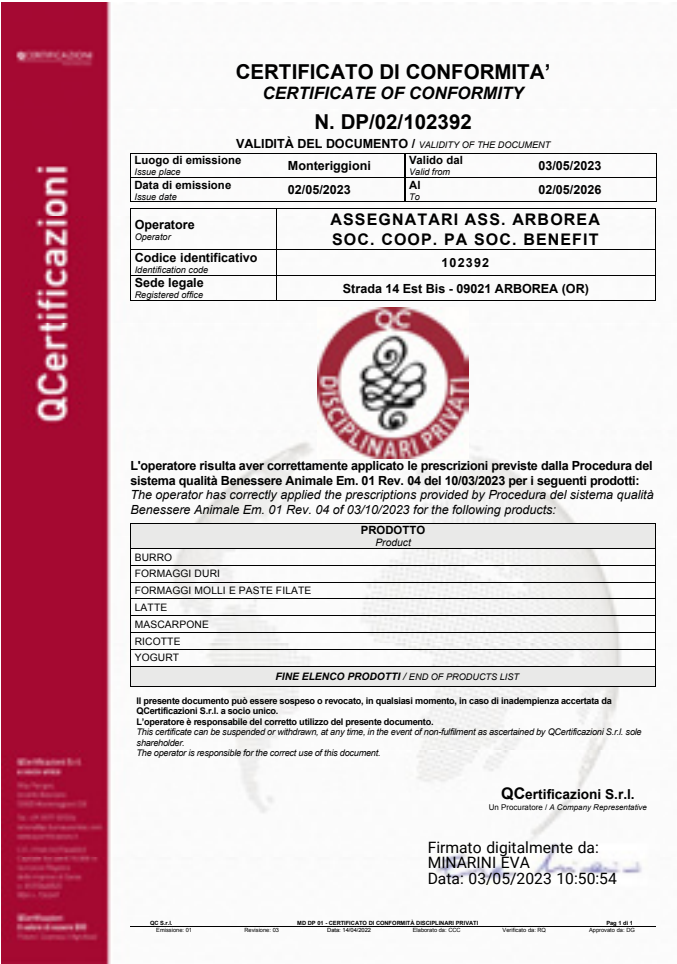 QCERTIFICAZIONI
QCertificazioni
CERTIFICATO DI CONFORMITA’
CERTIFICATE OF CONFORMITY
N. DP/02/102392
VALIDITÀ DEL DOCUMENTO / VALIDITY OF THE DOCUMENT
Luogo di emissione
Issue place
Monteriggioni
Valido dal
Valid from
03/05/2023
Data di emissione
Issue date
02/05/2023
Al
To
02/05/2026
Operatore
Operator
ASSEGNATARI ASS. ARBOREA
SOC. COOP. PA SOC. BENEFIT
Codice identificativo
Identification code
102392
Sede legale
Registered office
Strada 14 Est Bis - 09021 ARBOREA (OR)
QC
DISCIPLINARI PRIVATI
L'operatore risulta aver correttamente applicato le prescrizioni previste dalla Procedura del
sistema qualità Benessere Animale Em. 01 Rev. 04 del 10/03/2023 per i seguenti prodotti:
The operator has correctly applied the prescriptions provided by Procedura del sistema qualità
Benessere Animale Em. 01 Rev. 04 of 03/10/2023 for the following products:
PRODOTTO
Product
BURRO
FORMAGGI DURI
FORMAGGI MOLLI E PASTE FILATE
LATTE
MASCARPONE
RICOTTE
YOGURT
FINE ELENCO PRODOTTI / END OF PRODUCTS LIST
Il presente documento può essere sospeso o revocato, in qualsiasi momento, in caso di inadempienza accertata da
QCertificazioni S.r.l. a socio unico.
L'operatore è responsabile del corretto utilizzo del presente documento.
This certificate can be suspended or withdrawn, at any time, in the event of non-fulfilment as ascertained by QCertificazioni S.r.l. sole
shareholder.
The operator is responsible for the correct use of this document.
QCertificazioni S.r.l.
Un Procuratore / A Company Representative
Firmato digitalmente da:
MINARINI EVA
Data: 03/05/2023 10:50:54
QCertificazioni S.r.l.
a socio unico
QC S.r.l.
MD DP 01 - CERTIFICATO DI CONFORMITÀ DISCIPLINARI PRIVATI
Pag 1 di 1
Emissione: 01
Revisione: 03
Data: 14/04/2022
Elaborato da: CCC
Verificato da: RQ
Approvato da: DG